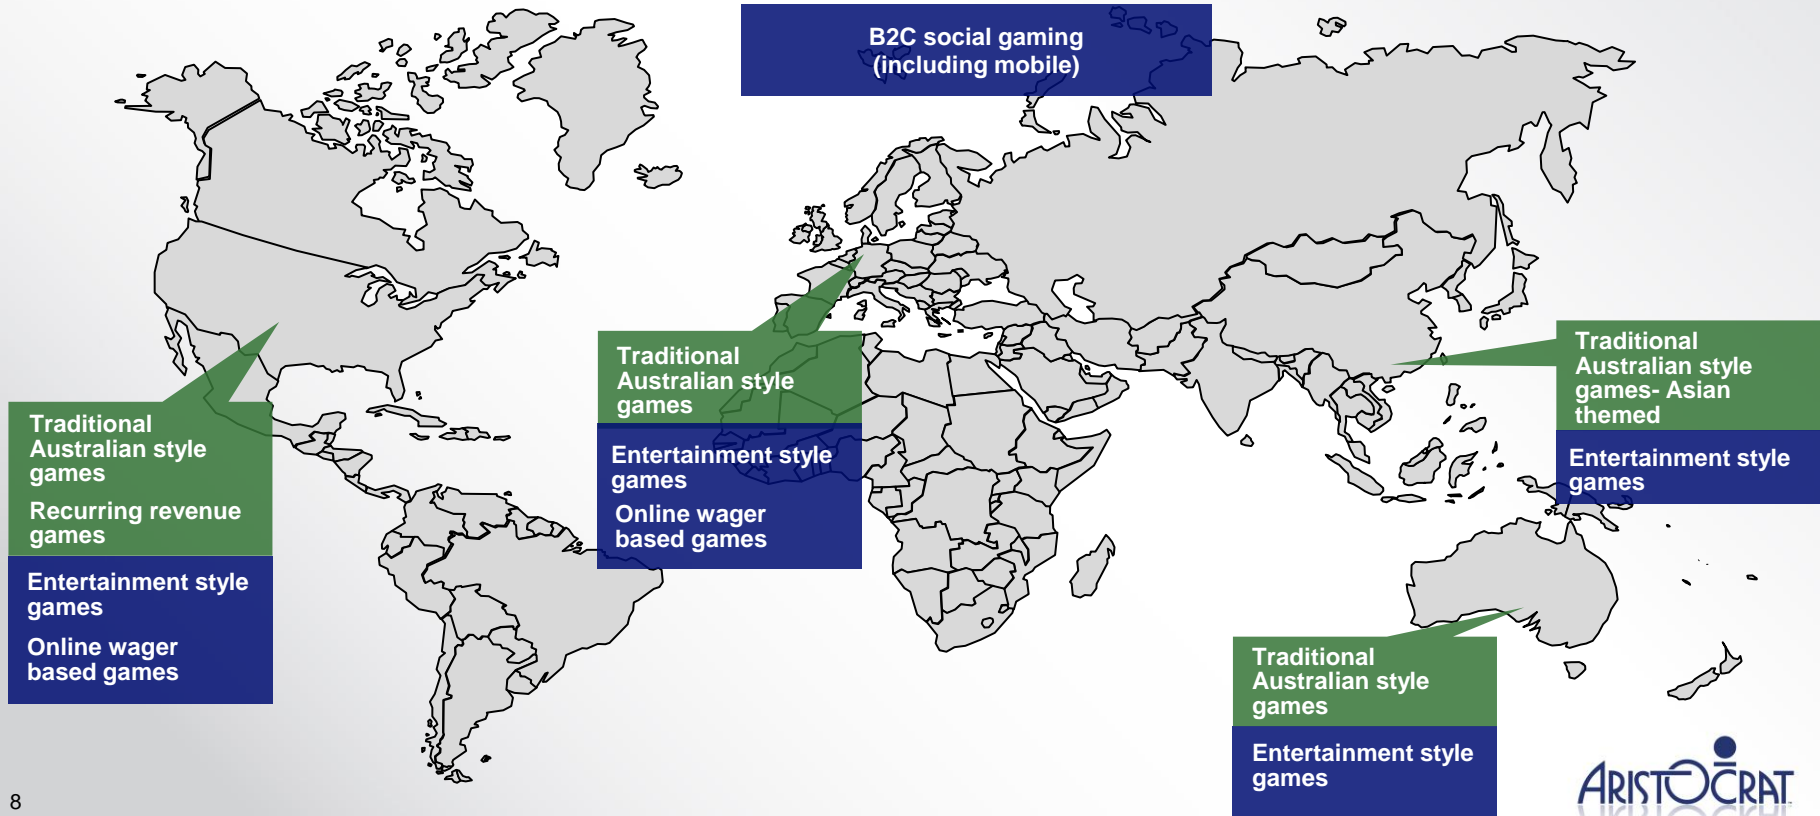 B2C social gaming
(including mobile)
Traditional
Australian style
games
Recurring revenue
games
Entertainment style
games
Online wager
based games
Traditional
Australian style
games
Entertainment style
games
Online wager
based games
Traditional
Australian style
games- Asian
themed
Entertainment style
games
Traditional
Australian style
games
Entertainment style
games
8
ARISTOCRAT